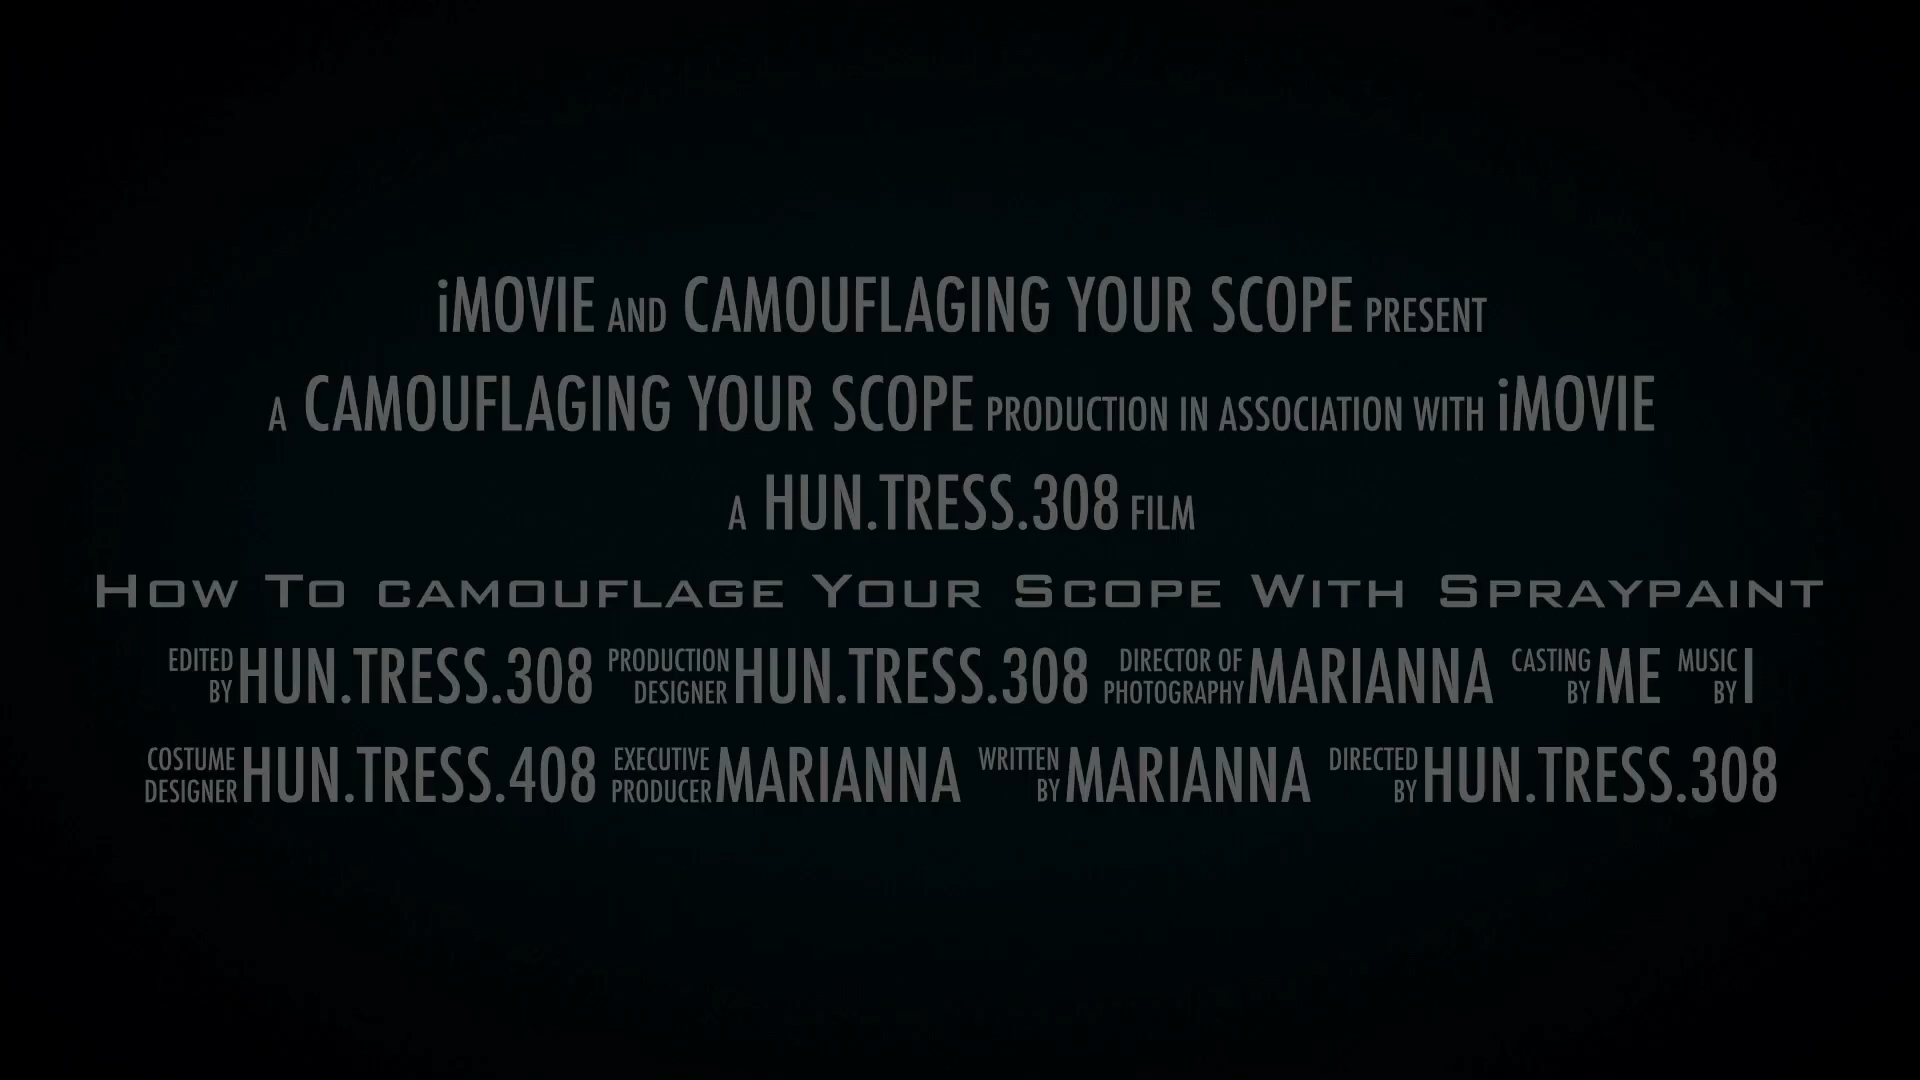 iMOVIE AND CAMOUFLAGING YOUR SCOPE PRESENT
A CAMOUFLAGING YOUR SCOPE PRODUCTION IN ASSOCIATION WITH iMOVIE
A HUN.TRESS.308 FILM
How To camouflage Your Scope With Spraypaint
EDITED BY HUN.TRESS.308 PRODUCTION DESIGNER HUN.TRESS.308 DIRECTOR OF PHOTOGRAPHY MARIANNA CASTING BY ME MUSIC BY I
COSTUME DESIGNER HUN.TRESS.408 EXECUTIVE PRODUCER MARIANNA WRITTEN BY MARIANNA DIRECTED BY HUN.TRESS.308